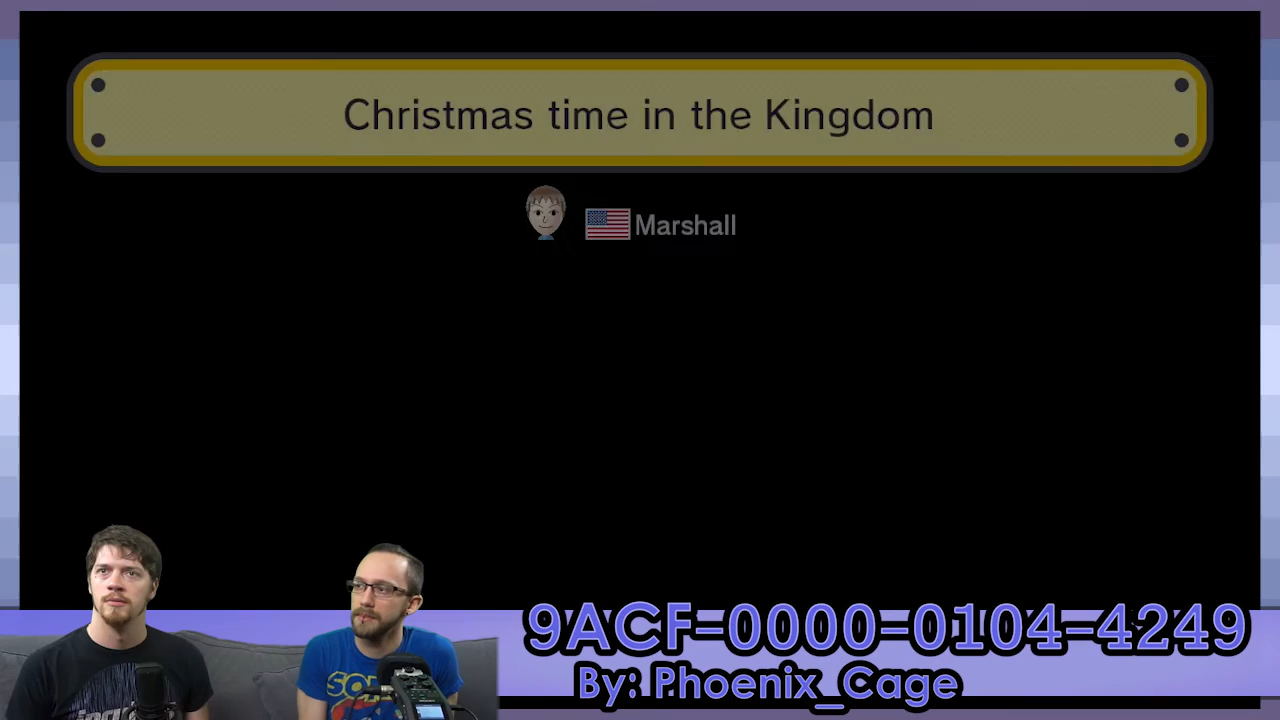 Christmas time in the Kingdom
Marshall
9ACF-0000-0104-4249
By: Phoenix_Cage